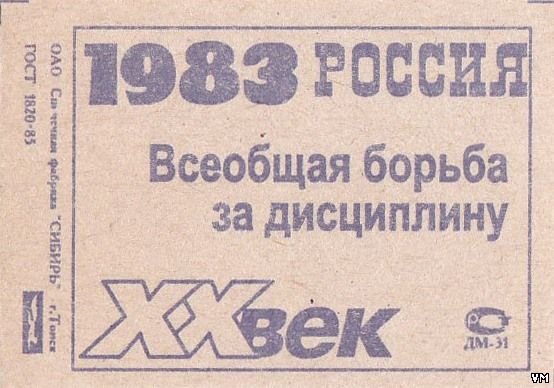 1983 РОССИЯ
Всеобщая борьба
за дисциплину
XX век
ДМ-31
ОАО Спичечная фабрика "СИБИРЬ" г.Томск
ГОСТ 1820-85
VM